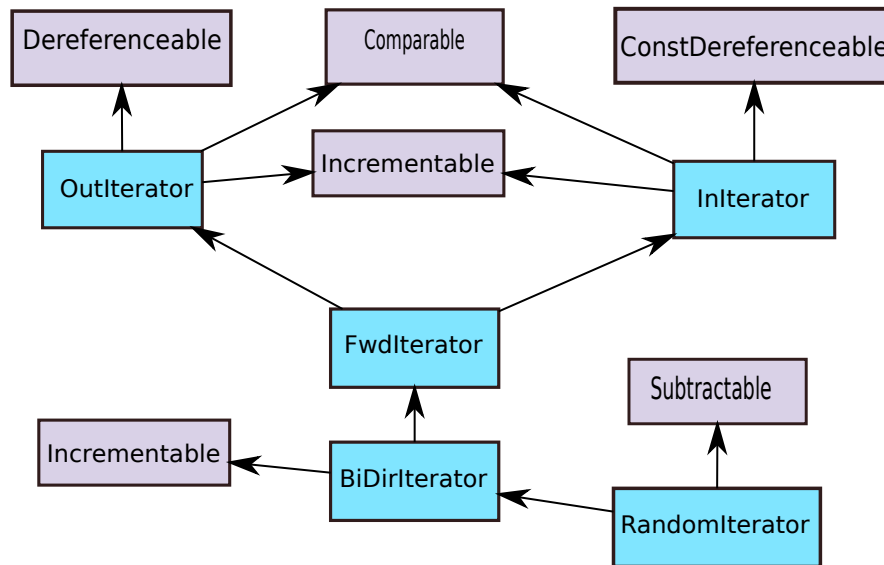 Dereferenceable
Comparable
ConstDereferenceable
Incrementable
OutIterator
InIterator
FwdIterator
Subtractable
Incrementable
BiDirIterator
RandomIterator